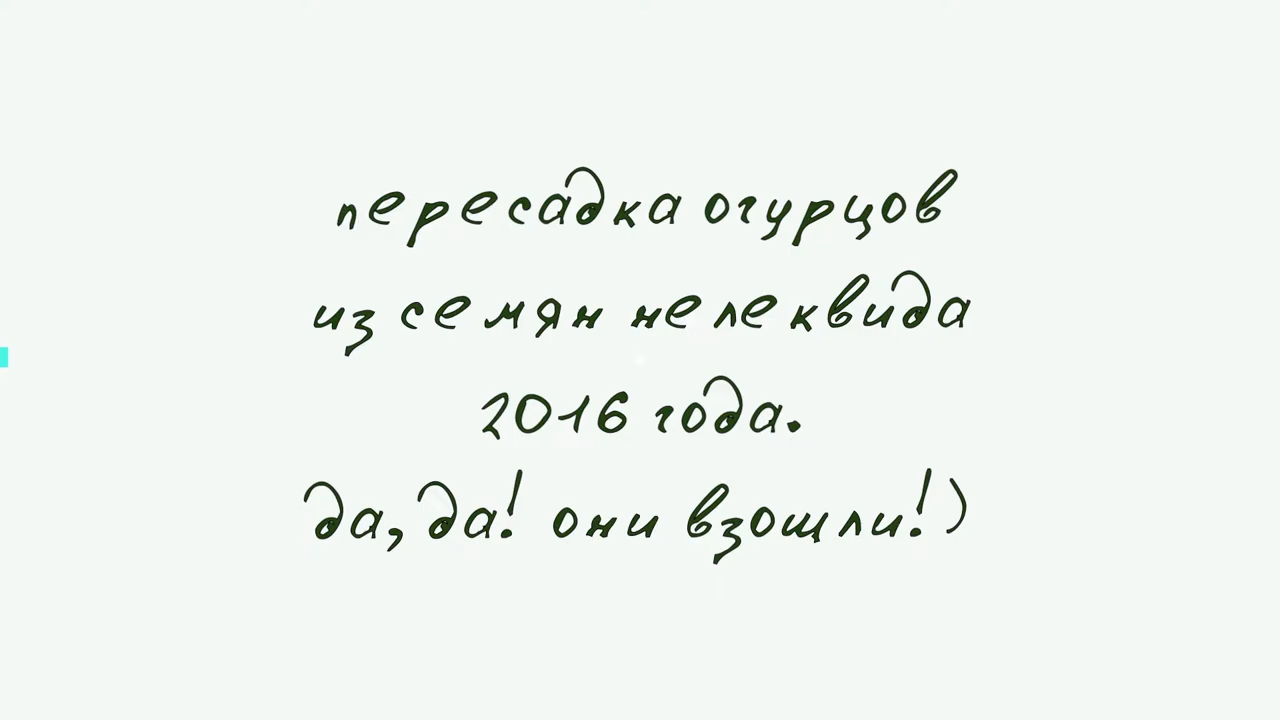 пересадка огурцов
из семян нелеквида
2016 года.
да, да! они взошли!)